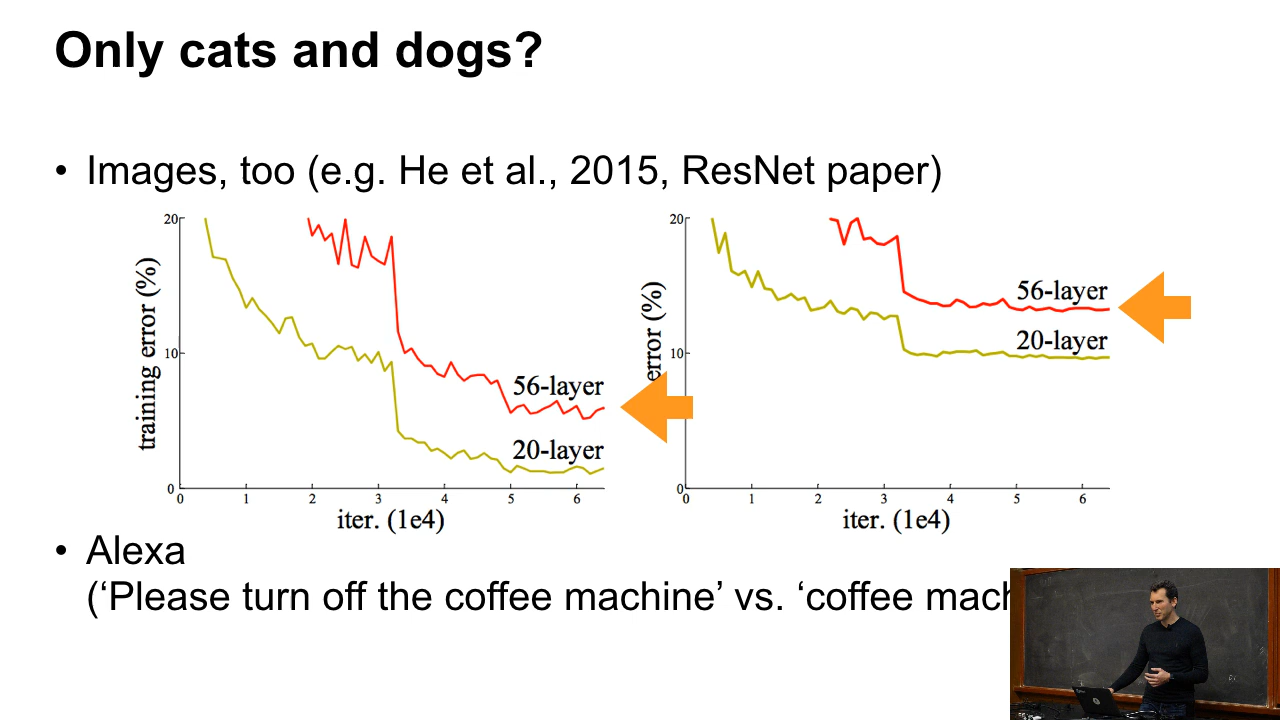 Only cats and dogs?
• Images, too (e.g. He et al., 2015, ResNet paper)
20
10
0
training error (%)
56-layer
20-layer
0 1 2 3 4 5 6
iter. (1e4)
20
10
0
error (%)
56-layer
20-layer
0 1 2 3 4 5 6
iter. (1e4)
• Alexa
(‘Please turn off the coffee machine’ vs. ‘coffee